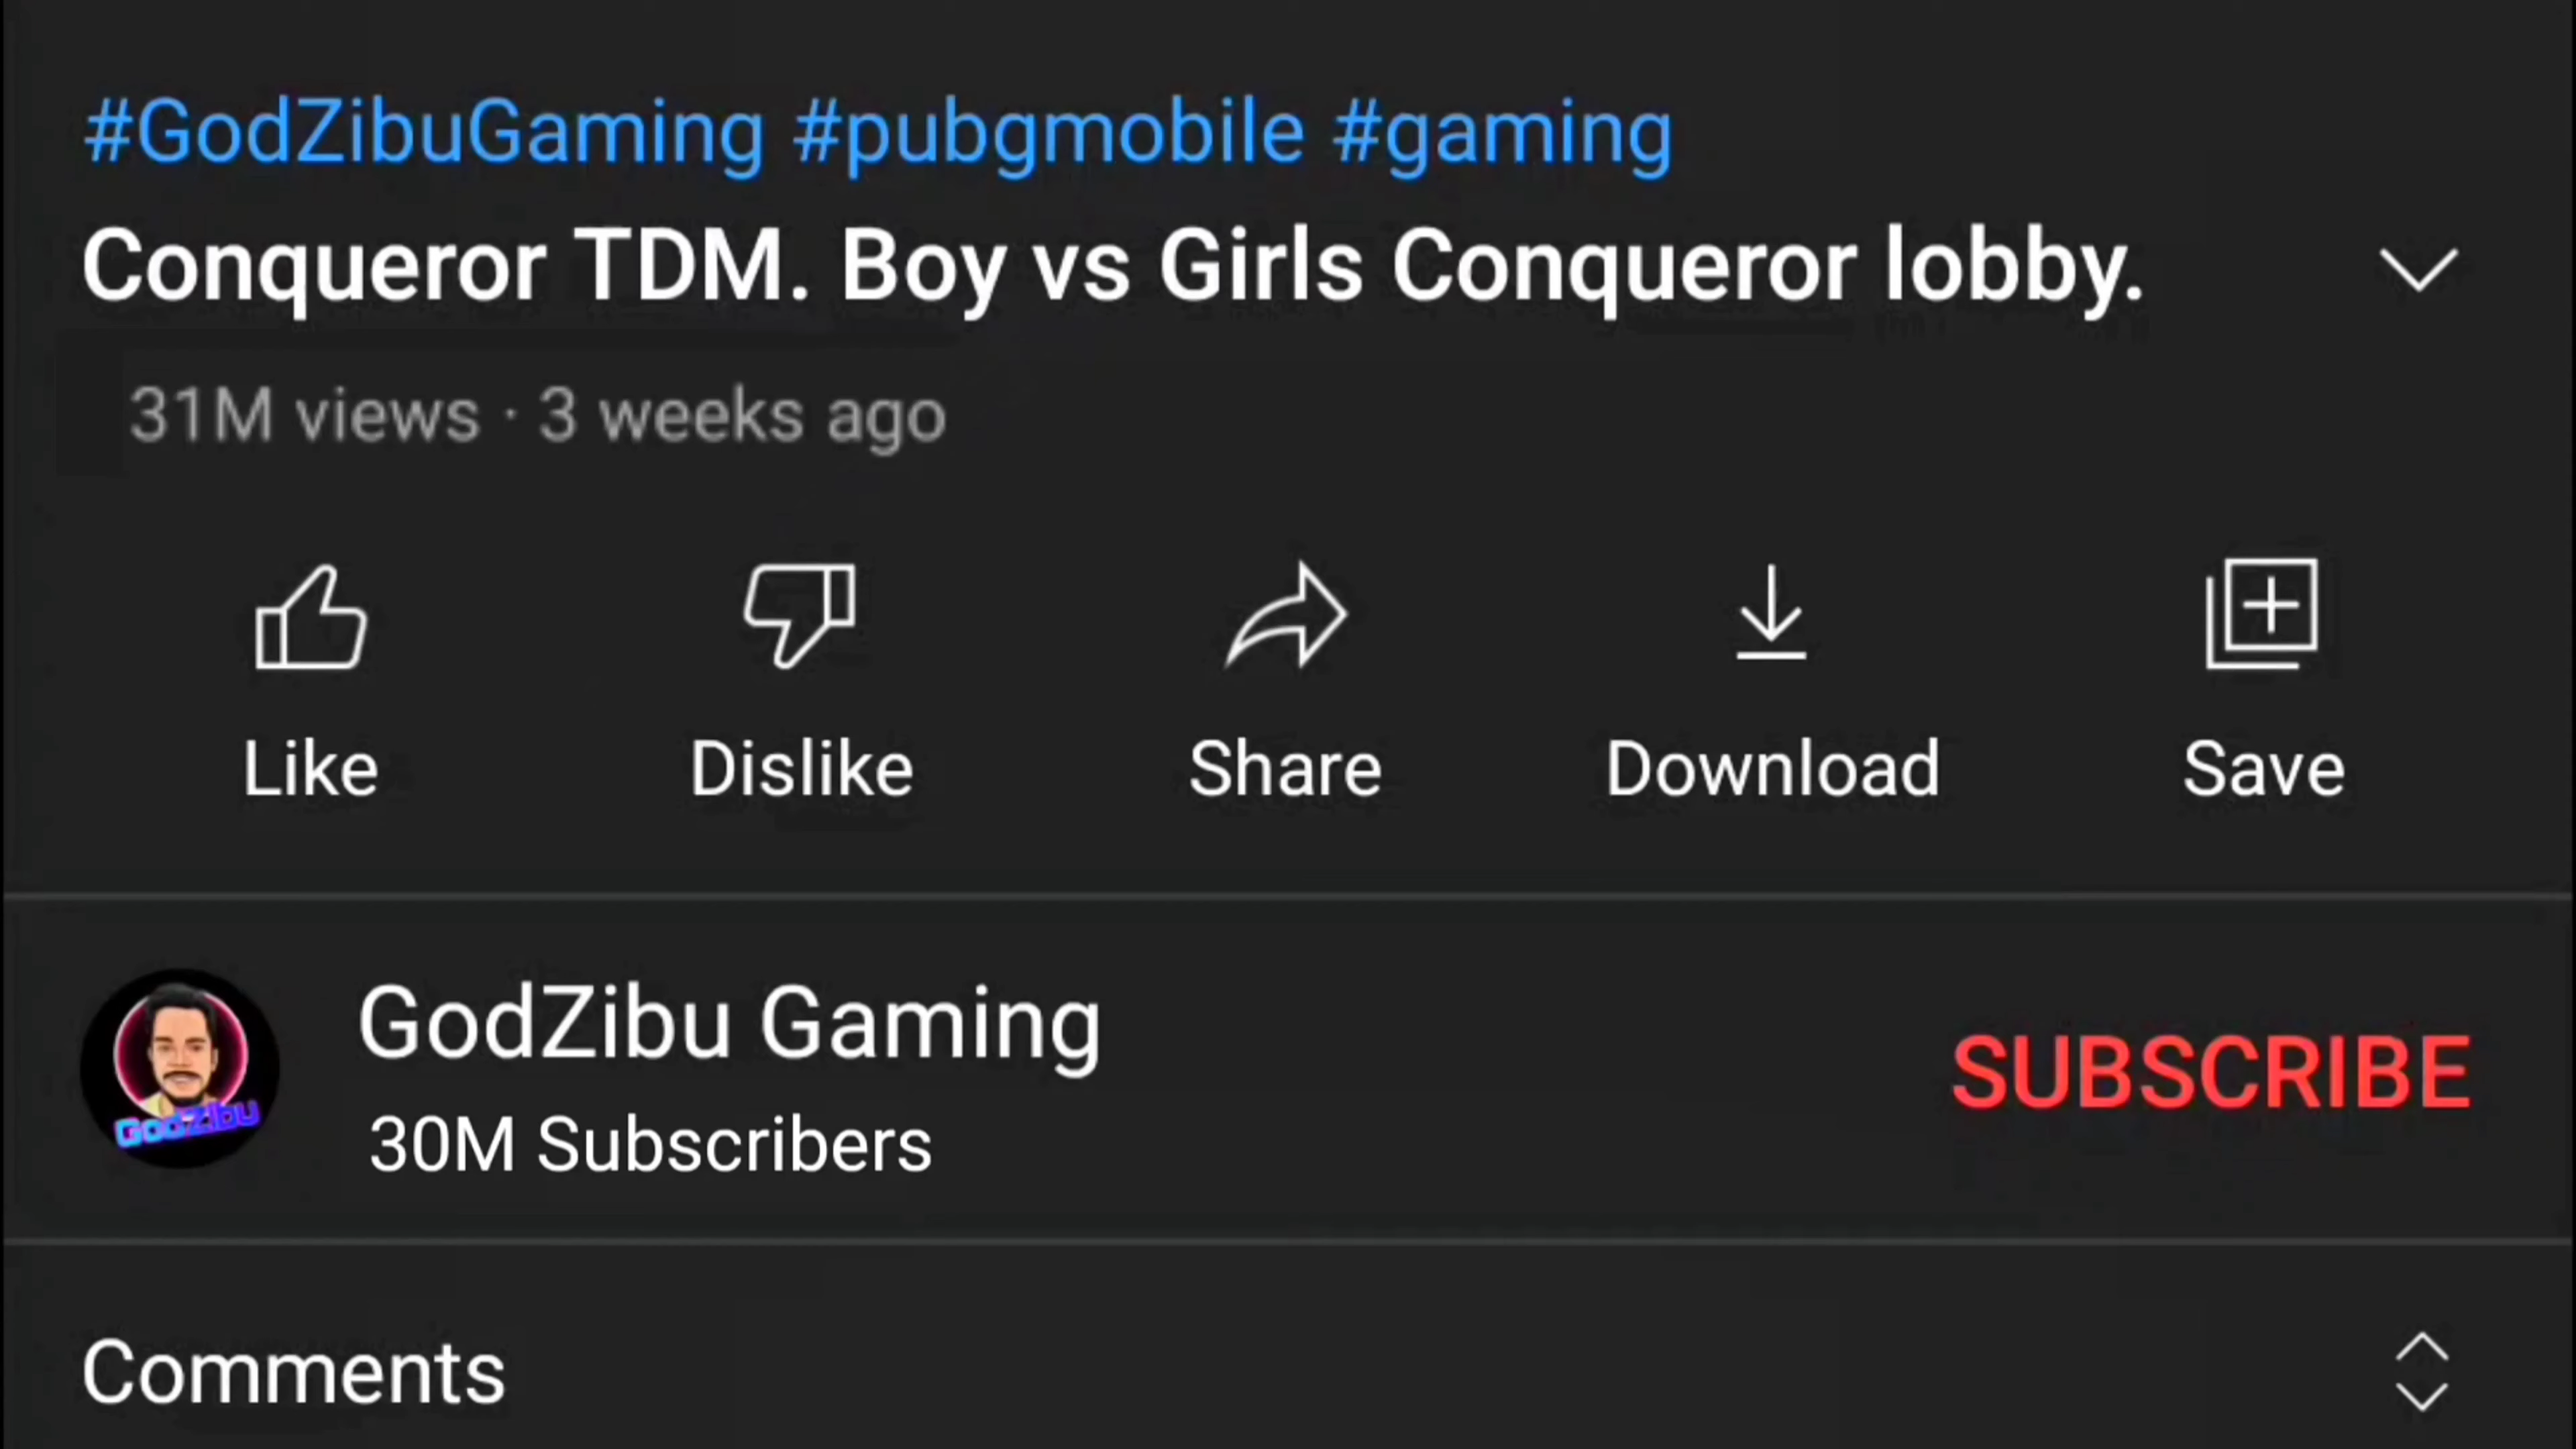 #GodZibuGaming #pubgmobile #gaming
Conqueror TDM. Boy vs Girls Conqueror lobby.
31M views · 3 weeks ago
Like Dislike Share Download Save
GodZibu
GodZibu Gaming
30M Subscribers
SUBSCRIBE
Comments